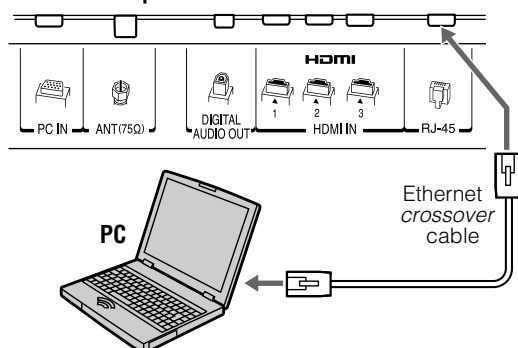 HDMI
1 2 3
PC IN ANT(75Ω) DIGITAL
AUDIO OUT HDMI IN RJ-45
Ethernet
crossover
cable
PC